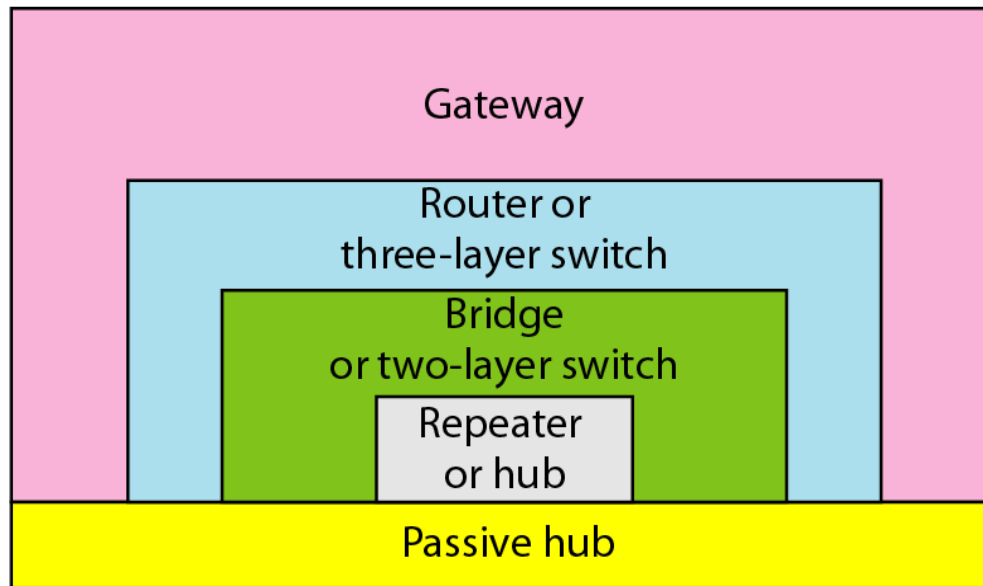 Gateway
Router or
three-layer switch
Bridge
or two-layer switch
Repeater
or hub
Passive hub